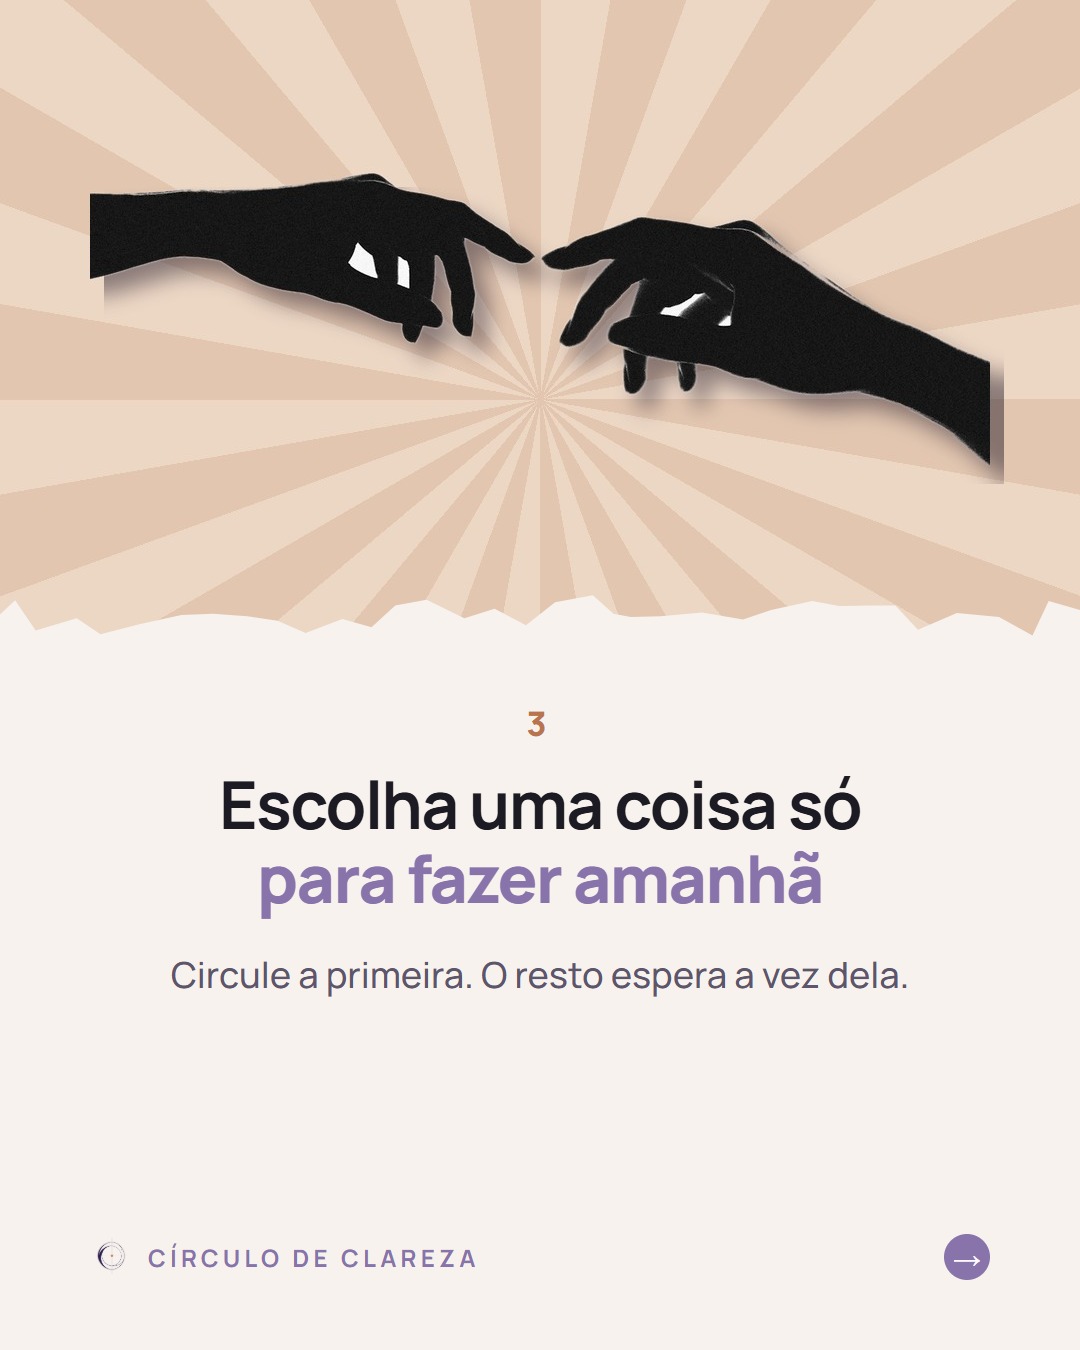 3
Escolha uma coisa só
para fazer amanhã
Circule a primeira. O resto espera a vez dela.
CÍRCULO DE CLAREZA
→